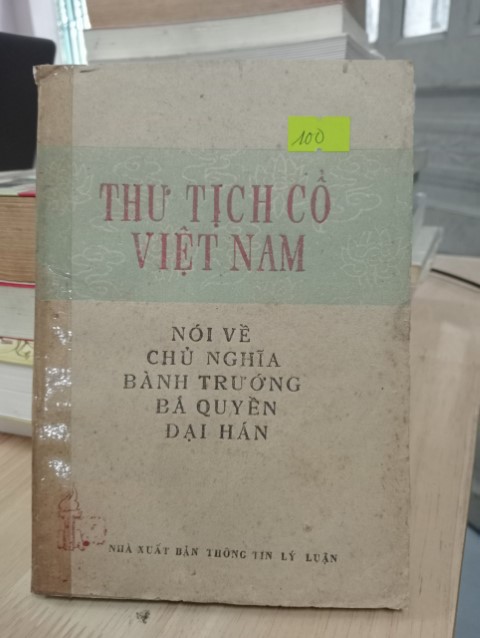 100
THƯ TỊCH CỔ
VIỆT NAM
NÓI VỀ
CHỦ NGHĨA
BÀNH TRƯỚNG
BÁ QUYỀN
ĐẠI HÁN
NHÀ XUẤT BẢN THÔNG TIN LÝ LUẬN